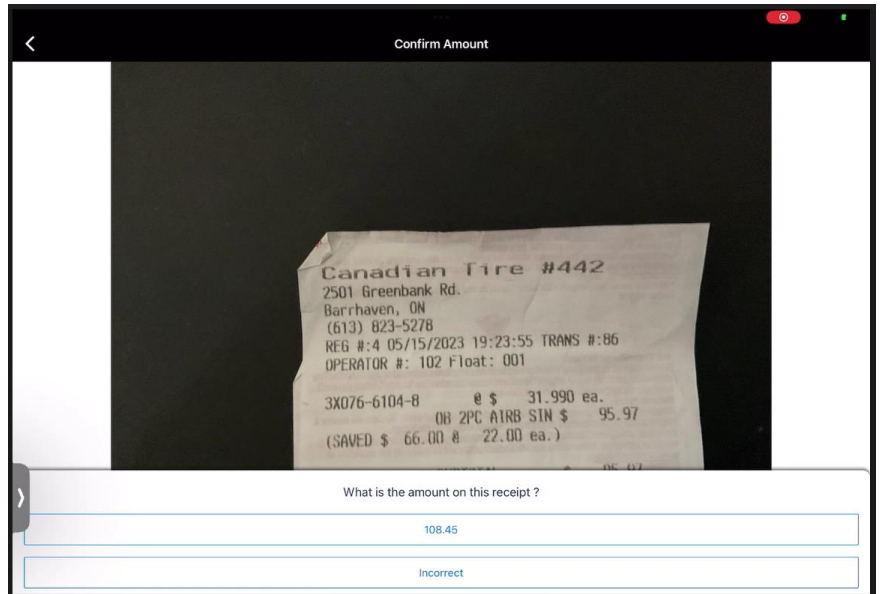 Confirm Amount
Canadian Tire #442
2501 Greenbank Rd.
Barrhaven, ON
(613) 823-5278
REG #:4 05/15/2023 19:23:55 TRANS #:86
OPERATOR #: 102 Float: 001
3X076-6104-8 @ $ 31.990 ea.
OB 2PC AIRB SIN $ 95.97
(SAVED $ 66.00 @ 22.00 ea.)
What is the amount on this receipt ?
108.45
Incorrect